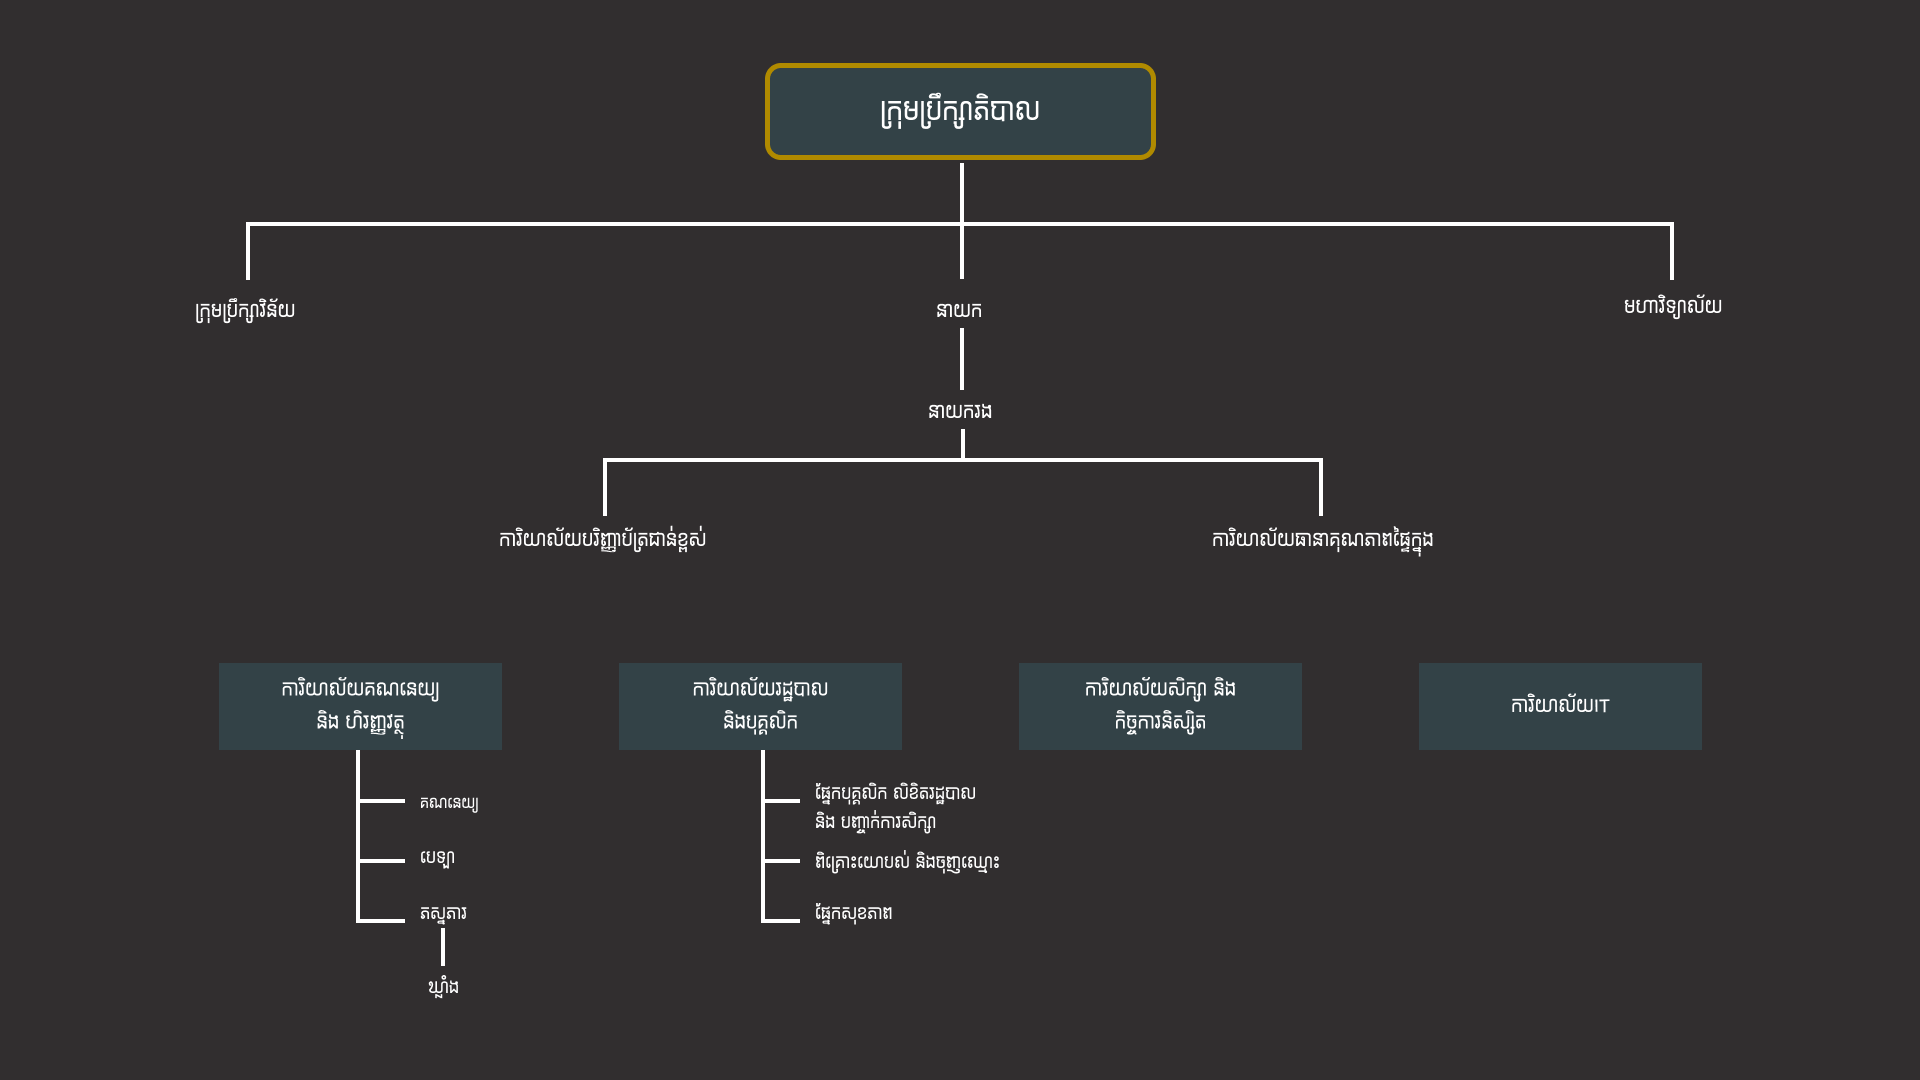 ក្រុមប្រឹក្សាភិបាល
ក្រុមប្រឹក្សាវិន័យ
នាយក
មហាវិទ្យាល័យ
នាយករង
ការិយាល័យបរិញ្ញាប័ត្រជាន់ខ្ពស់
ការិយាល័យធានាគុណភាពផ្ទៃក្នុង
ការិយាល័យគណនេយ្យ
និង ហិរញ្ញវត្ថុ
ការិយាល័យរដ្ឋបាល
និងបុគ្គលិក
ការិយាល័យសិក្សា និង
កិច្ចការនិស្សិត
ការិយាល័យIT
គណនេយ្យ
បេឡា
ភស្តុភារ
ឃ្លាំង
ផ្នែកបុគ្គលិក លិខិតរដ្ឋបាល
និង បញ្ជាក់ការសិក្សា
ពិគ្រោះយោបល់ និងចុញឈ្មោះ
ផ្នែកសុខភាព